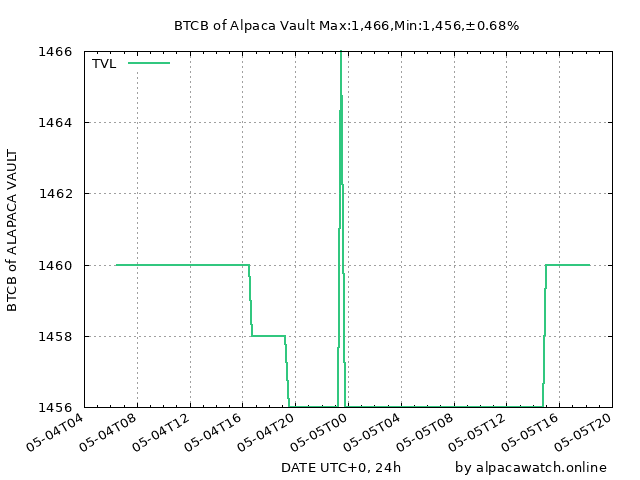 BTCB of Alpaca Vault Max:1,466,Min:1,456,±0.68%
TVL
1466
1464
1462
1460
1458
1456
BTCB of ALAPACA VAULT
05-04T04
05-04T08
05-04T12
05-04T16
05-04T20
05-05T00
05-05T04
05-05T08
05-05T12
05-05T16
05-05T20
DATE UTC+0, 24h
by alpacawatch.online